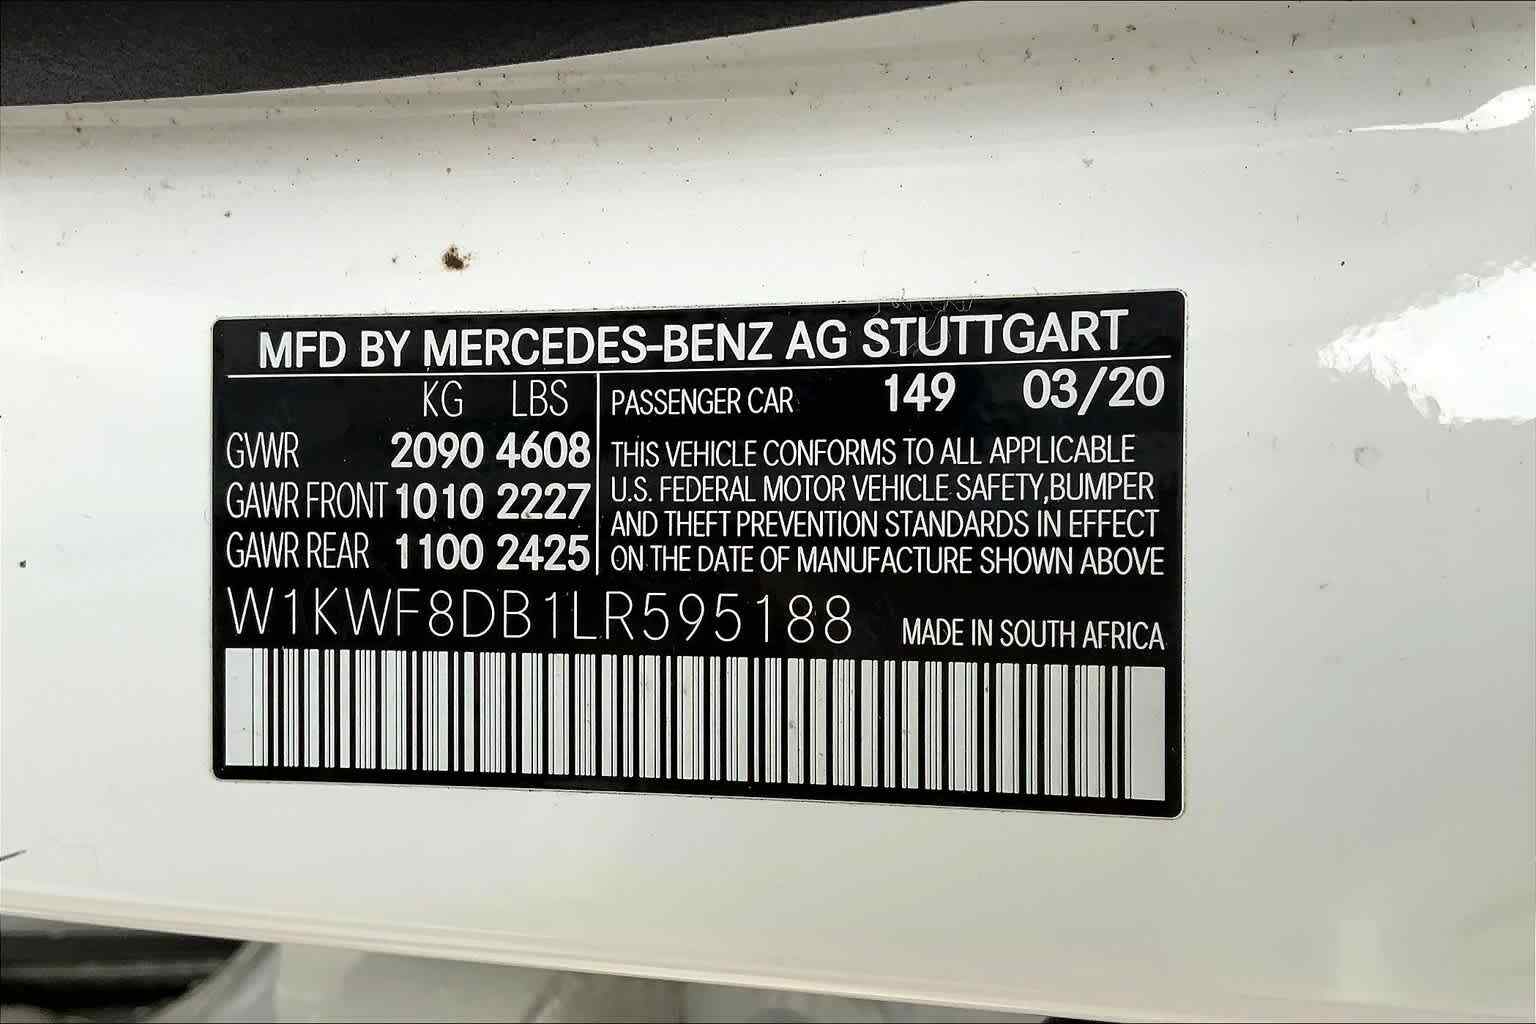 MFD BY MERCEDES-BENZ AG STUTTGART
KG LBS
GVWR 2090 4608
GAWR FRONT 1010 2227
GAWR REAR 1100 2425
PASSENGER CAR 149 03/20
THIS VEHICLE CONFORMS TO ALL APPLICABLE
U.S. FEDERAL MOTOR VEHICLE SAFETY,BUMPER
AND THEFT PREVENTION STANDARDS IN EFFECT
ON THE DATE OF MANUFACTURE SHOWN ABOVE
W1KWF8DB1LR595188
MADE IN SOUTH AFRICA